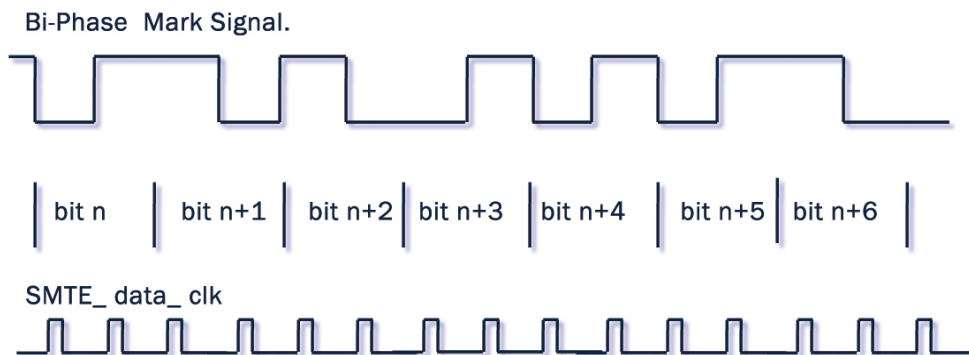 Bi-Phase Mark Signal.
bit n bit n+1 bit n+2 bit n+3 bit n+4 bit n+5 bit n+6
SMTE_ data_ clk